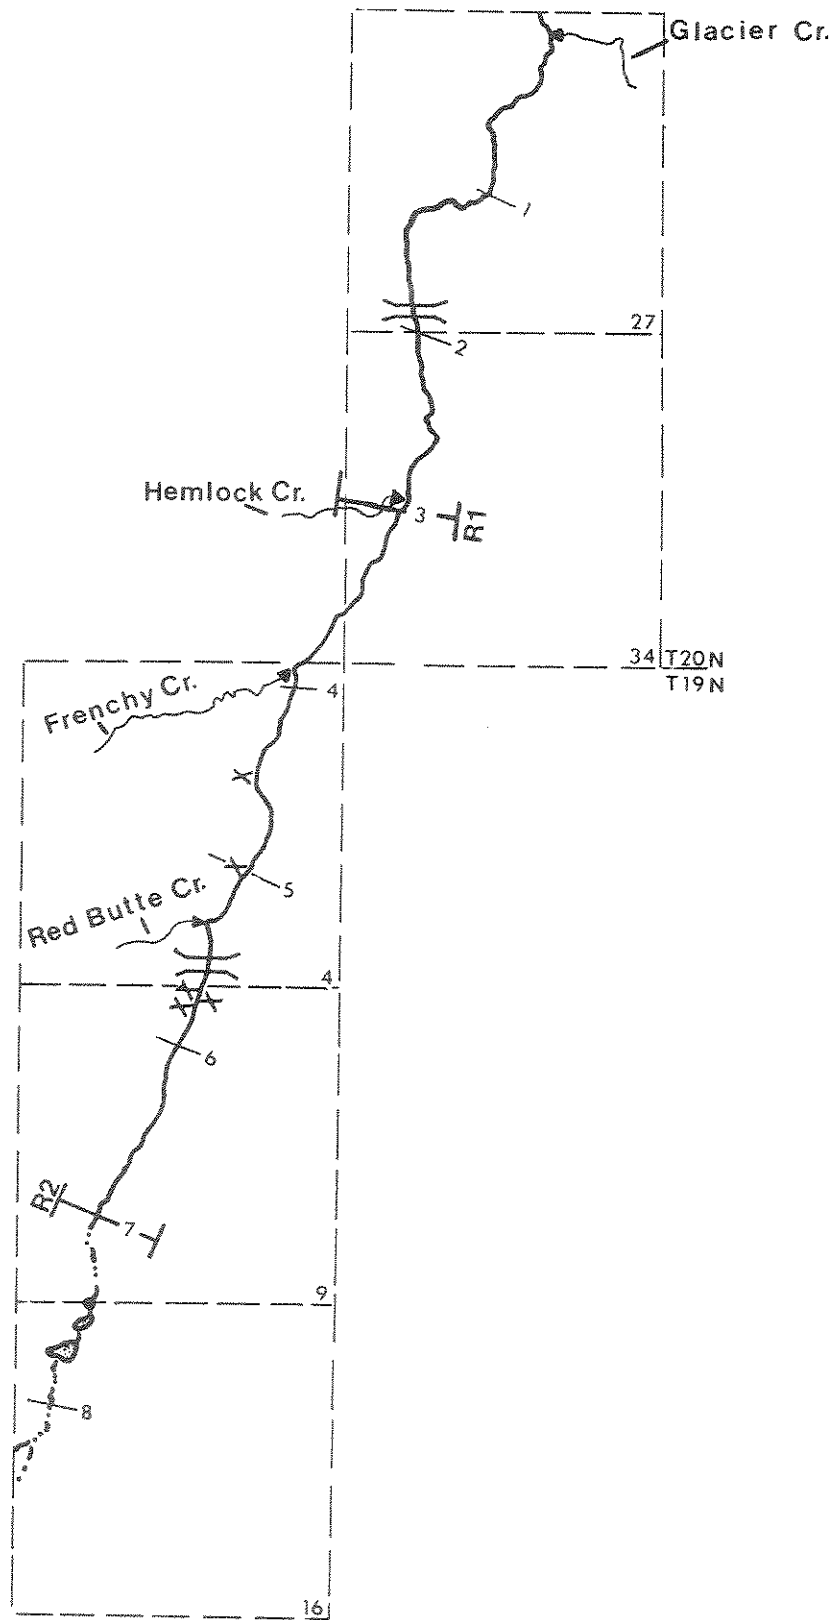 Glacier Cr.
1
27
2
Hemlock Cr.
3
R1
34 T20N
T19N
Frenchy Cr.
4
5
Red Butte Cr.
4
6
R2
7
9
8
16